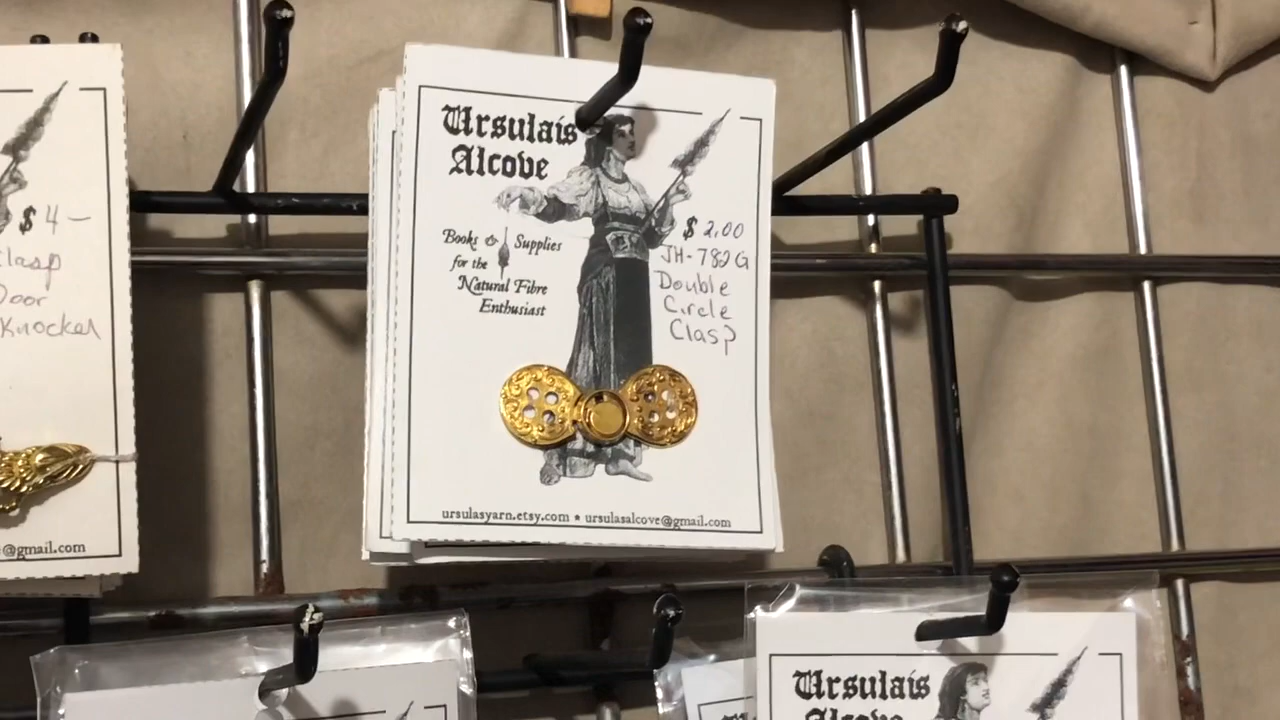 $4—
Clasp
Door
Knocker
@gmail.com
Ursula's
Alcove
Books & Supplies
for the
Natural Fibre
Enthusiast
$2.00
JH-782G
Double
Circle
Clasp
ursulasyarn.etsy.com * ursulasalcove@gmail.com
Ursula's
Alcove